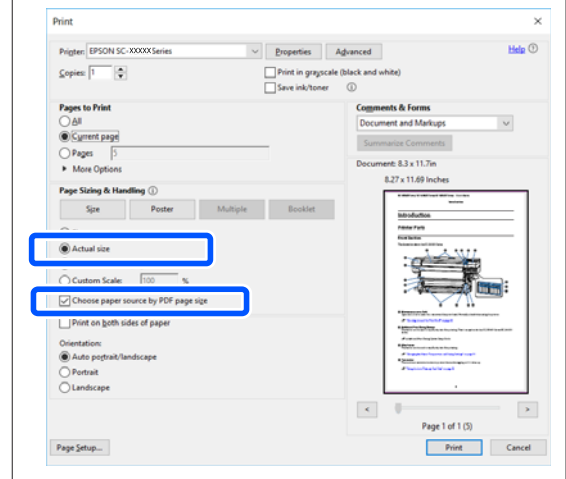 Print
Printer: EPSON SC-XXXXX Series Properties Advanced Help
Copies: 1 Print in grayscale (black and white)
Save ink/toner
Pages to Print
All
Current page
Pages 5
More Options
Comments & Forms
Document and Markups
Summarize Comments
Page Sizing & Handling
Size Poster Multiple Booklet
Actual size
Custom Scale: 100 %
Choose paper source by PDF page size
Print on both sides of paper
Orientation:
Auto portrait/landscape
Portrait
Landscape
Document: 8.3 x 11.7in
8.27 x 11.69 Inches
Introduction
Printer Parts
Front Section
< >
Page 1 of 1 (5)
Page Setup... Print Cancel